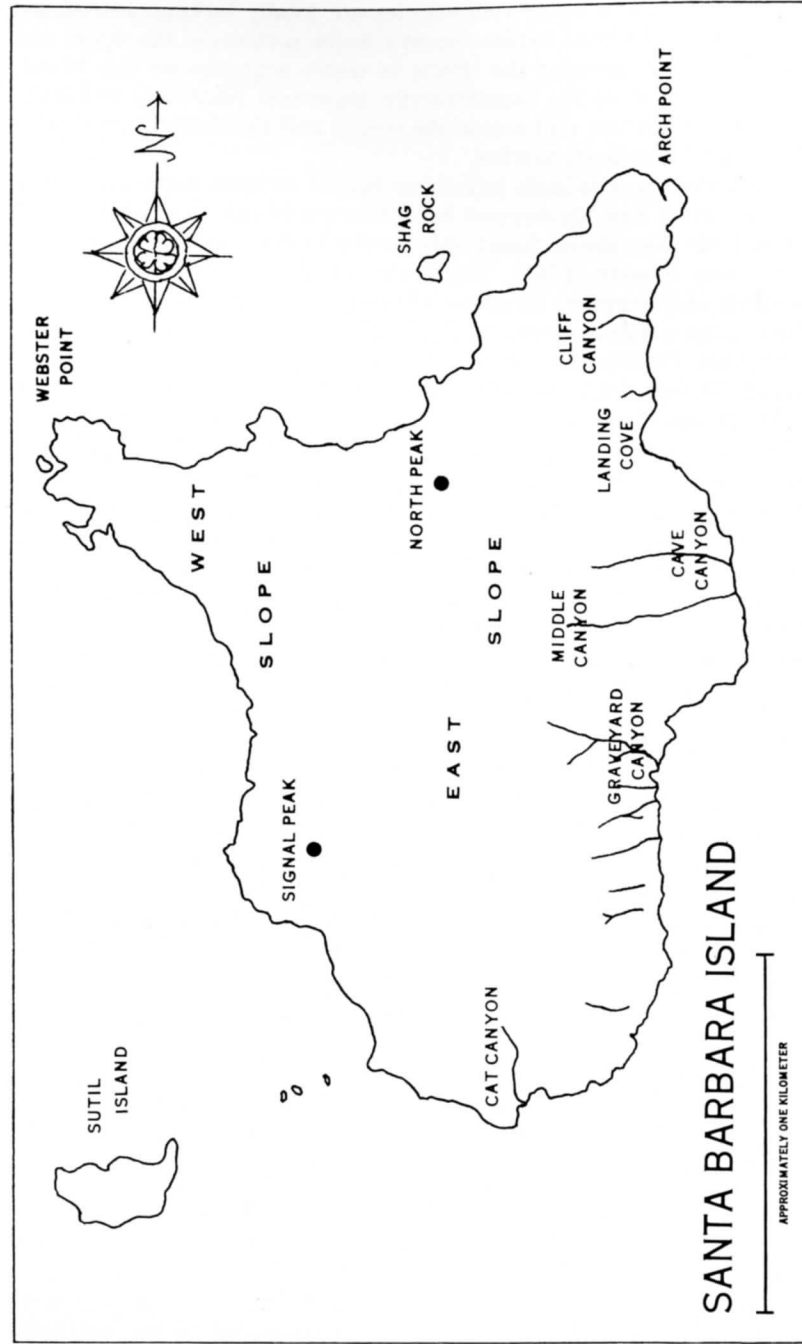 WEBSTER
POINT
N
SHAG
ROCK
ARCH POINT
WEST
SLOPE
NORTH PEAK
CLIFF
CANYON
LANDING
COVE
EAST
SLOPE
CAVE
CANYON
MIDDLE
CANYON
GRAVEYARD
CANYON
SIGNAL PEAK
CAT CANYON
SUTIL
ISLAND
SANTA BARBARA ISLAND
APPROXIMATELY ONE KILOMETER